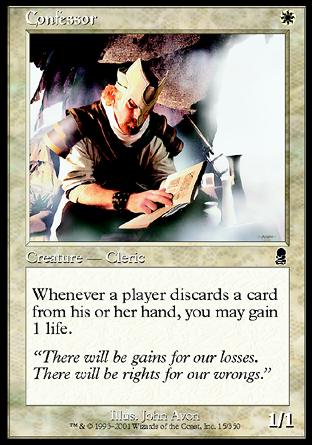 Confessor
Creature — Cleric
Whenever a player discards a card
from his or her hand, you may gain
1 life.
“There will be gains for our losses.
There will be rights for our wrongs.”
Illus. John Avon
™ & © 1993-2001 Wizards of the Coast, Inc. 15/350
1/1